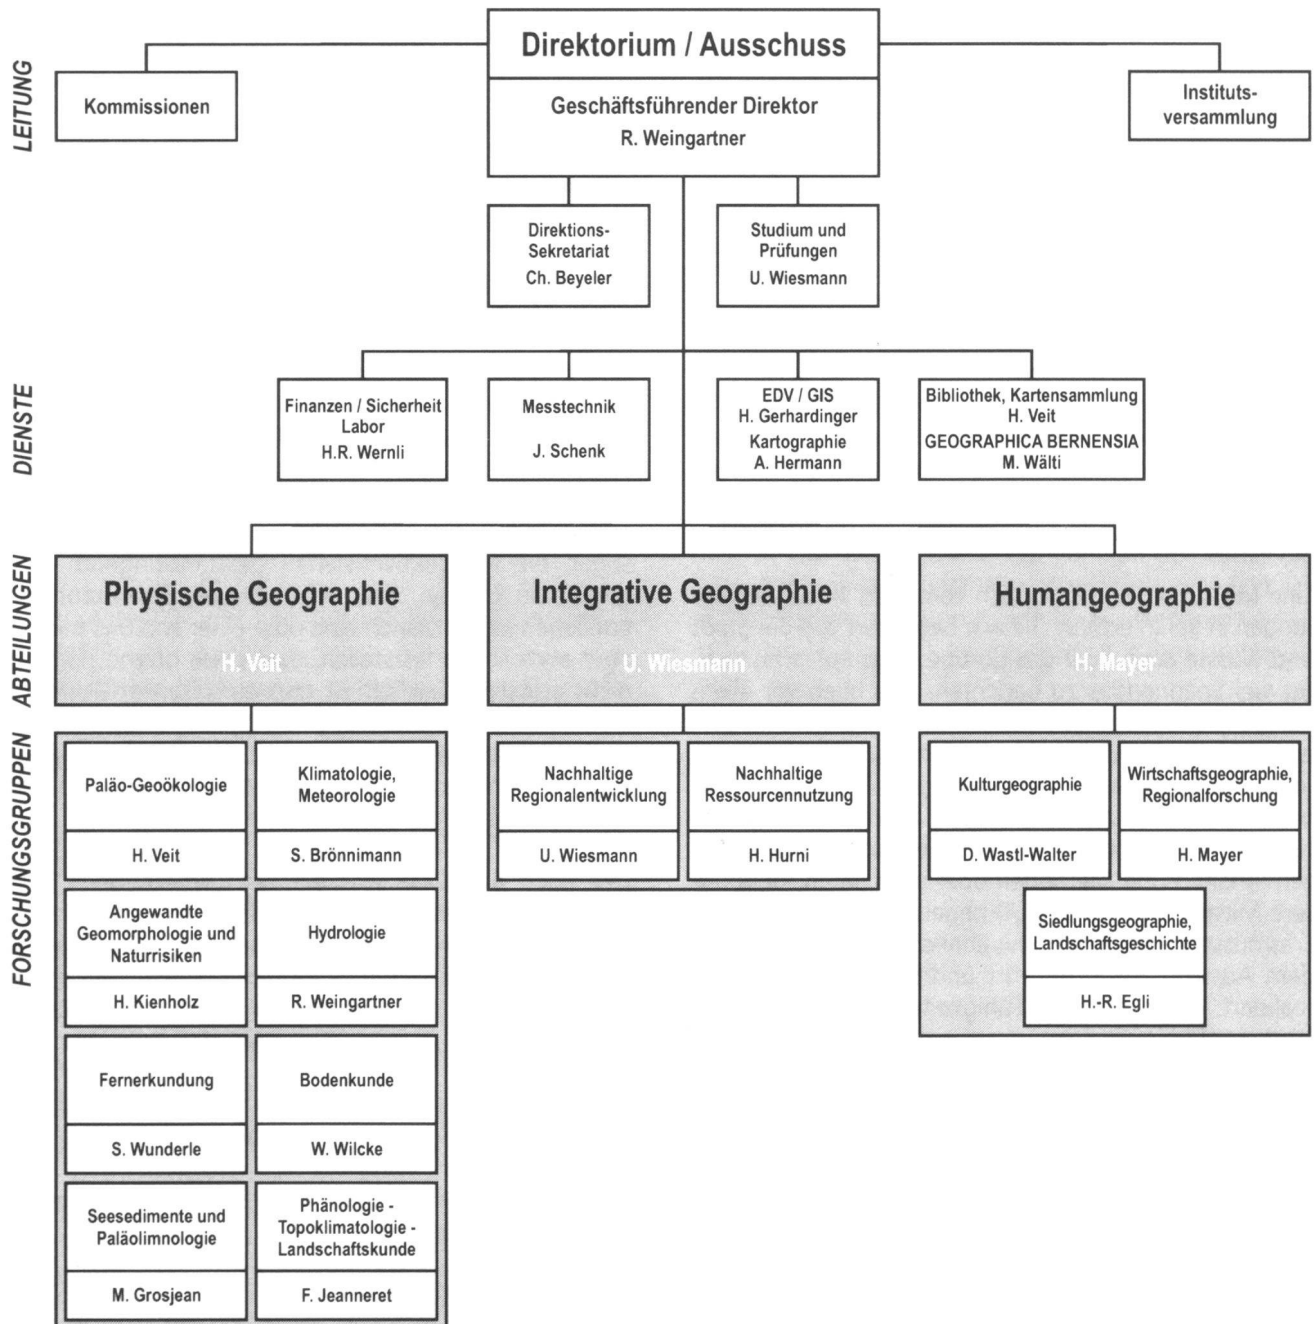 LEITUNG
Direktorium / Ausschuss
Geschäftsführender Direktor
R. Weingartner
Kommissionen
Instituts-
versammlung
Direktions-
Sekretariat
Ch. Beyeler
Studium und
Prüfungen
U. Wiesmann
DIENSTE
Finanzen / Sicherheit
Labor
H.R. Wernli
Messtechnik
J. Schenk
EDV / GIS
H. Gerhardinger
Kartographie
A. Hermann
Bibliothek, Kartensammlung
H. Veit
GEOGRAPHICA BERNENSIA
M. Wälti
ABTEILUNGEN
Physische Geographie
H. Veit
Integrative Geographie
U. Wiesmann
Humangeographie
H. Mayer
FORSCHUNGSGRUPPEN
Paläo-Geoökologie
H. Veit
Klimatologie,
Meteorologie
S. Brönnimann
Angewandte
Geomorphologie und
Naturrisiken
H. Kienholz
Hydrologie
R. Weingartner
Fernerkundung
S. Wunderle
Bodenkunde
W. Wilcke
Seesedimente und
Paläolimnologie
M. Grosjean
Phänologie -
Topoklimatologie -
Landschaftskunde
F. Jeanneret
Nachhaltige
Regionalentwicklung
U. Wiesmann
Nachhaltige
Ressourcennutzung
H. Hurni
Kulturgeographie
D. Wastl-Walter
Wirtschaftsgeographie,
Regionalforschung
H. Mayer
Siedlungsgeographie,
Landschaftsgeschichte
H.-R. Egli